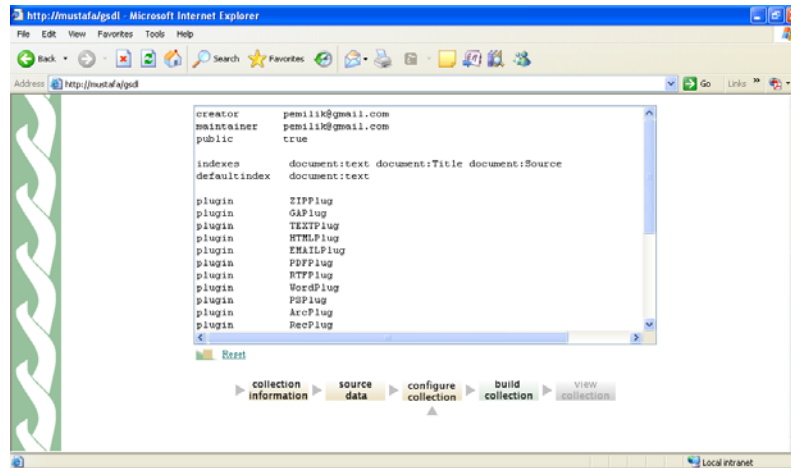 http://mustafa/gsdl - Microsoft Internet Explorer
File Edit View Favorites Tools Help
Back Search Favorites
Address http://mustafa/gsdl Go Links »
creator pemilik@gmail.com
maintainer pemilik@gmail.com
public true
indexes document:text document:Title document:Source
defaultindex document:text
plugin ZIPPlug
plugin GAPlug
plugin TEXTPlug
plugin HTMLPlug
plugin EMAILPlug
plugin PDFPlug
plugin RTFPlug
plugin WordPlug
plugin PSPlug
plugin ArcPlug
plugin RecPlug
Reset
collection information source data configure collection build collection view collection
Local intranet